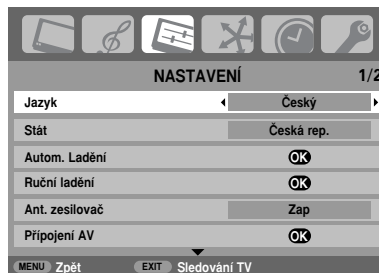 NASTAVENÍ 1/2
Jazyk Český
Stát Česká rep.
Autom. Ladění OK
Ruční ladění OK
Ant. zesilovač Zap
Přípojení AV OK
MENU Zpět EXIT Sledování TV